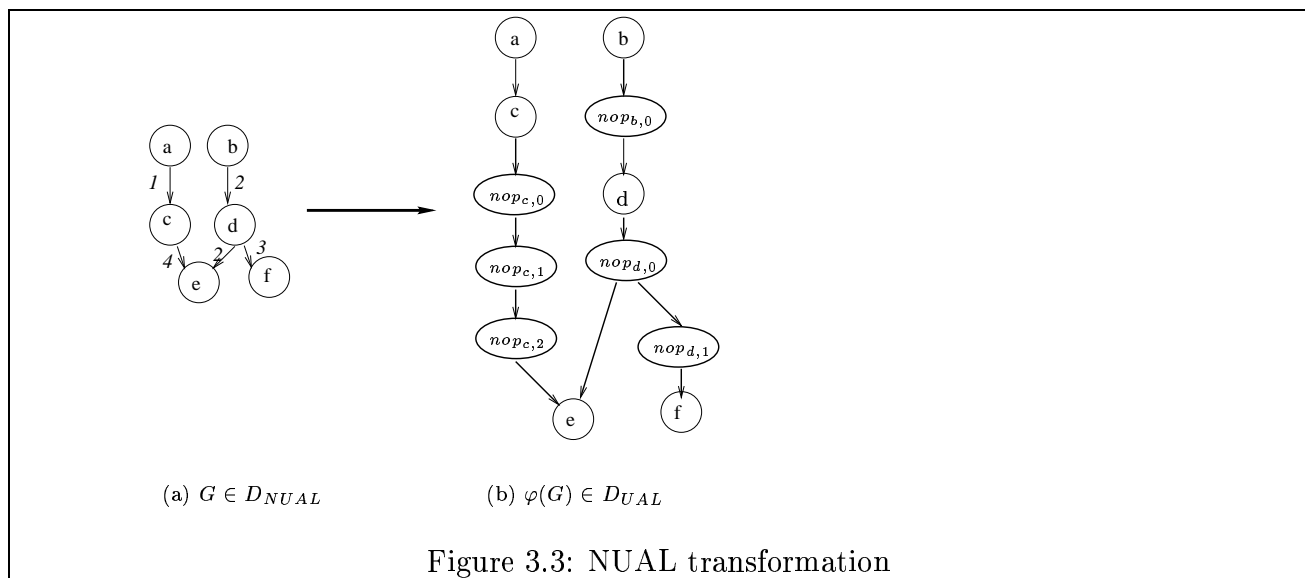 a
b
c
nop_{b,0}
a
b
1
2
nop_{c,0}
d
c
d
4
2
3
nop_{c,1}
nop_{d,0}
e
f
nop_{c,2}
nop_{d,1}
e
f
(a) G ∈ D_{NUAL}
(b) φ(G) ∈ D_{UAL}
Figure 3.3: NUAL transformation